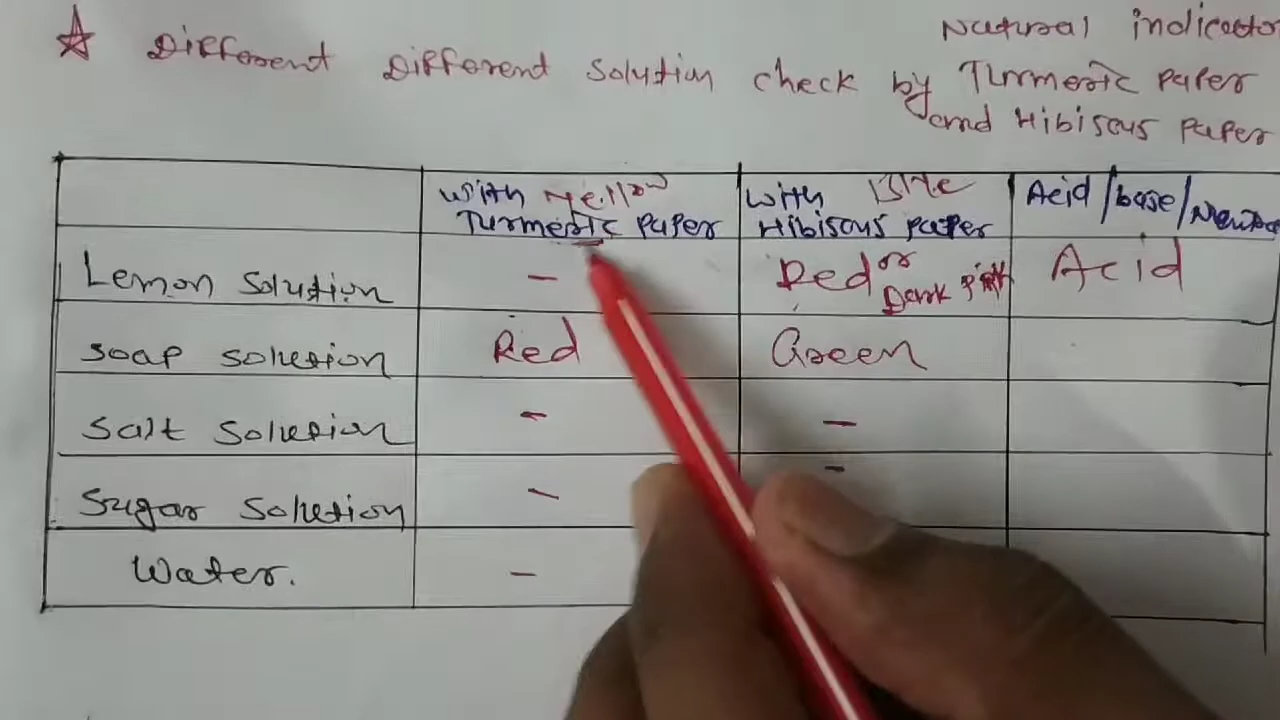 Natural indicator
☆ Different Different Solution check by Turmeric paper
and Hibiscus paper
With Yellow Turmeric paper
With Blue Hibiscus paper
Acid/base/Neutral
Lemon solution - Red or Dark pink Acid
Soap solution Red Green
Salt solution - -
Sugar solution - -
Water. -